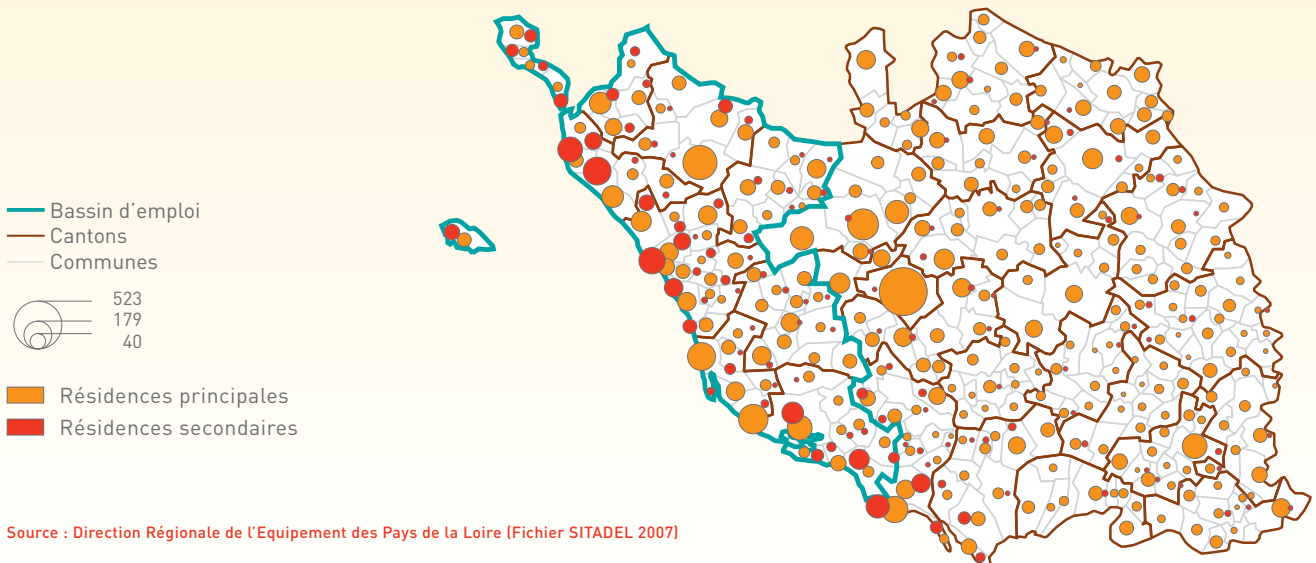 Bassin d'emploi
Cantons
Communes
523
179
40
Résidences principales
Résidences secondaires
Source : Direction Régionale de l'Equipement des Pays de la Loire (Fichier SITADEL 2007)